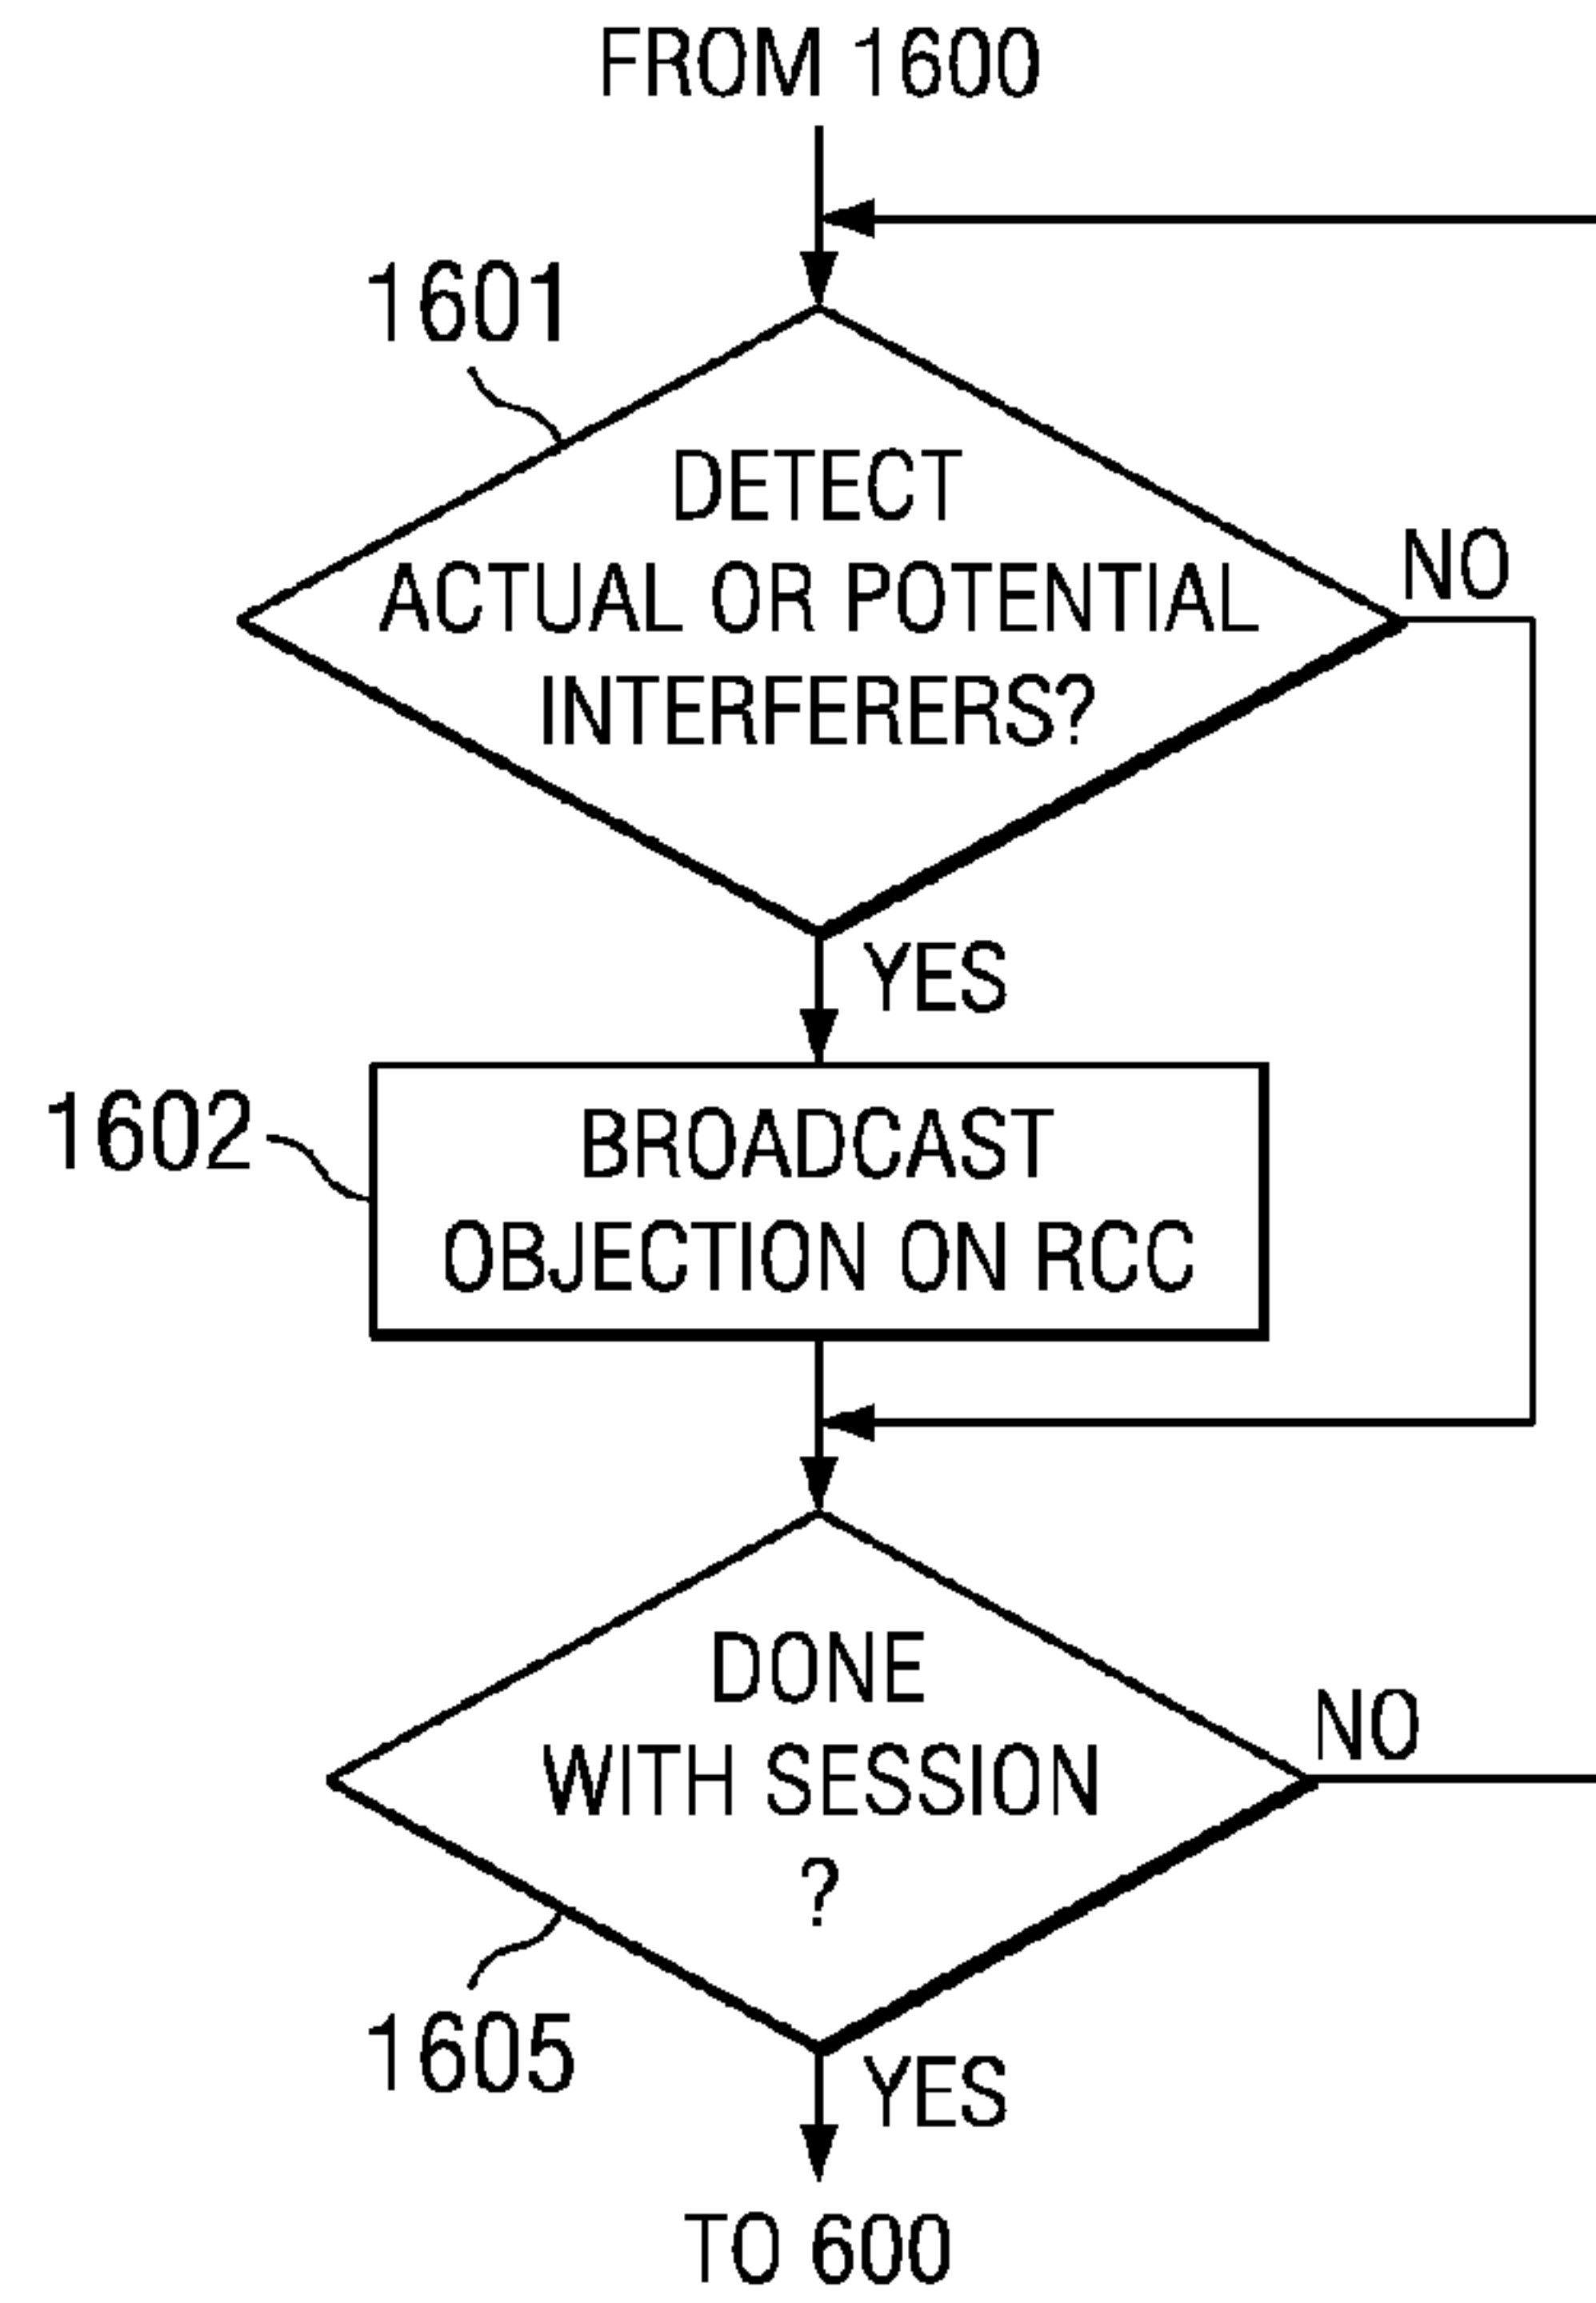 FROM 1600
1601
DETECT
ACTUAL OR POTENTIAL
INTERFERERS?
NO
YES
1602
BROADCAST
OBJECTION ON RCC
DONE
WITH SESSION
?
NO
1605
YES
TO 600